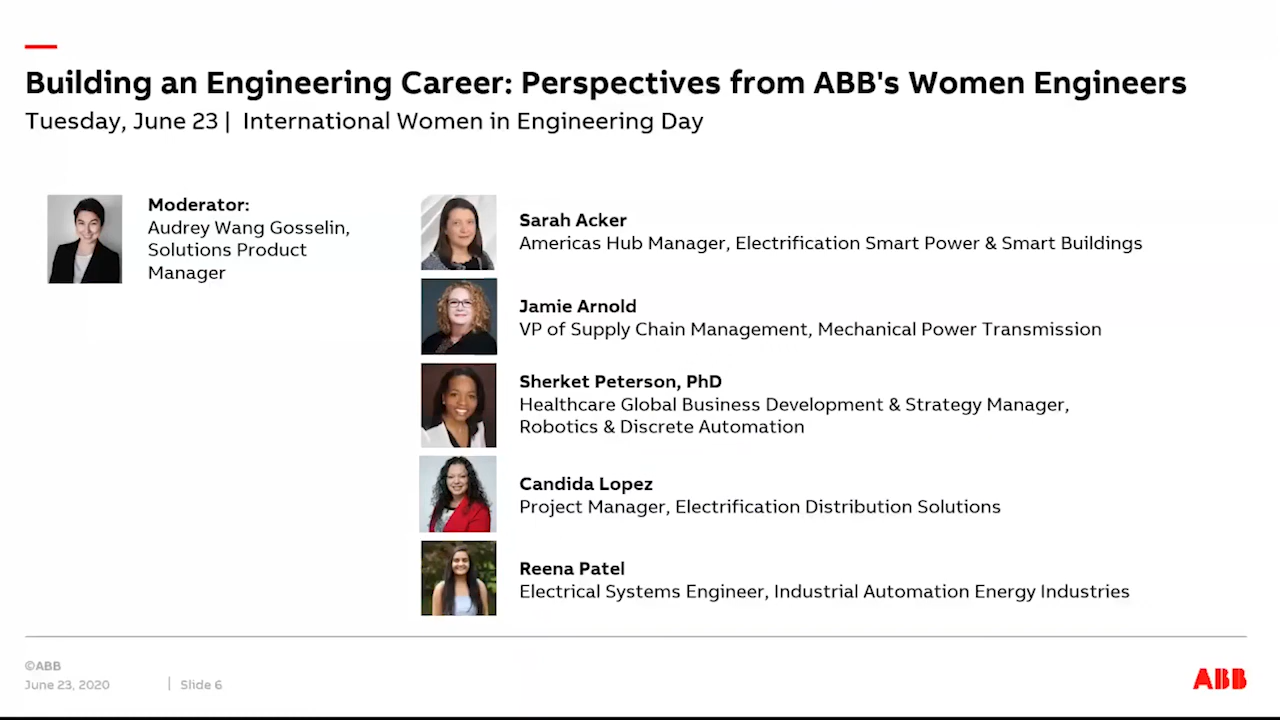 Building an Engineering Career: Perspectives from ABB's Women Engineers
Tuesday, June 23 | International Women in Engineering Day
Moderator:
Audrey Wang Gosselin,
Solutions Product
Manager
Sarah Acker
Americas Hub Manager, Electrification Smart Power & Smart Buildings
Jamie Arnold
VP of Supply Chain Management, Mechanical Power Transmission
Sherket Peterson, PhD
Healthcare Global Business Development & Strategy Manager,
Robotics & Discrete Automation
Candida Lopez
Project Manager, Electrification Distribution Solutions
Reena Patel
Electrical Systems Engineer, Industrial Automation Energy Industries
©ABB
June 23, 2020 | Slide 6
ABB